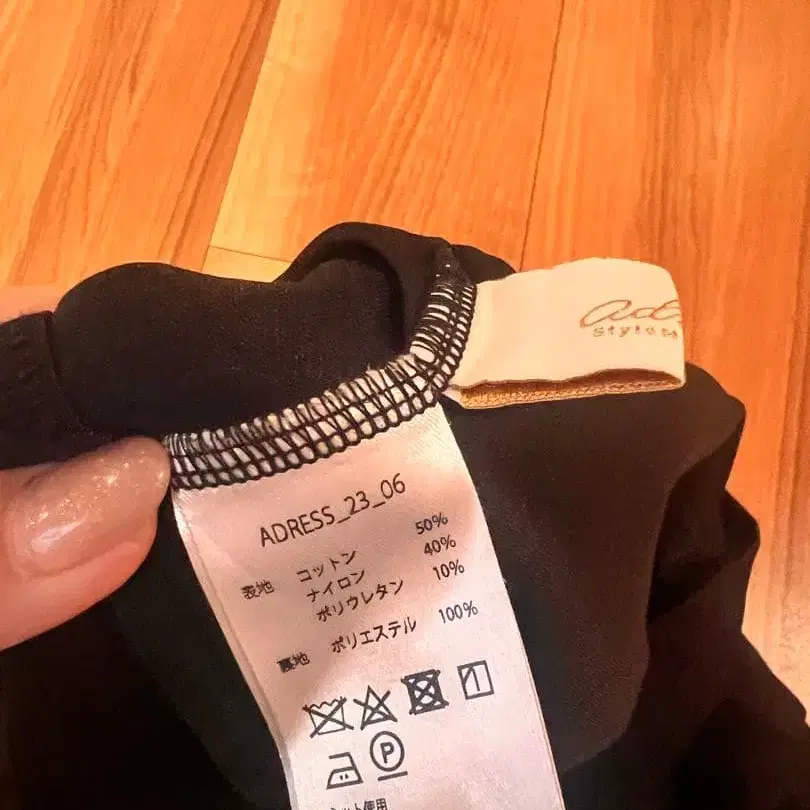 ADRESS_23_06
表地 コットン 50%
ナイロン 40%
ポリウレタン 10%
裏地 ポリエステル 100%
P